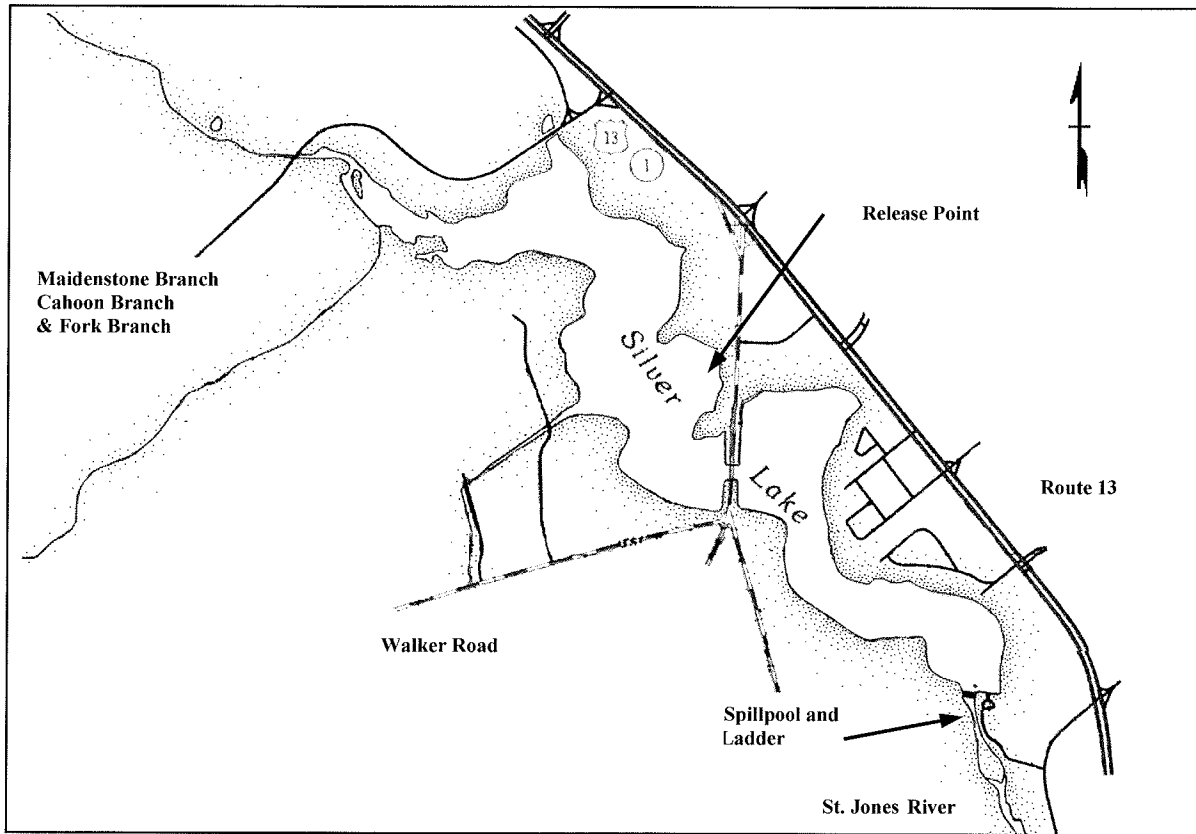 13
1
Release Point
Maidenstone Branch
Cahoon Branch
& Fork Branch
Silver
Lake
Route 13
Walker Road
Spillpool and
Ladder
St. Jones River